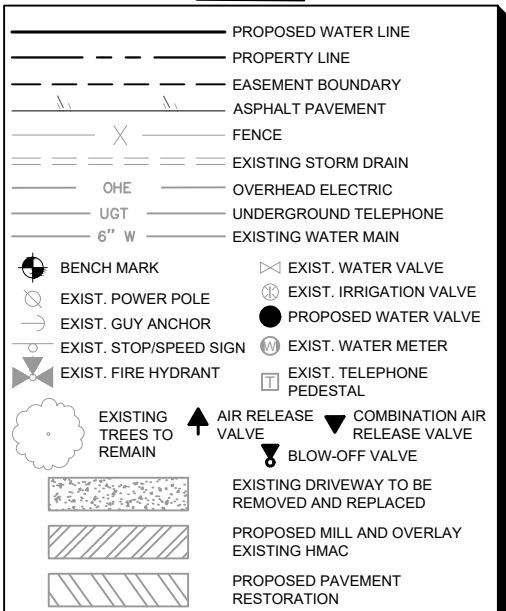 PROPOSED WATER LINE
PROPERTY LINE
EASEMENT BOUNDARY
ASPHALT PAVEMENT
X FENCE
EXISTING STORM DRAIN
OHE OVERHEAD ELECTRIC
UGT UNDERGROUND TELEPHONE
6" W EXISTING WATER MAIN
BENCH MARK
EXIST. POWER POLE
EXIST. GUY ANCHOR
EXIST. STOP/SPEED SIGN
EXIST. FIRE HYDRANT
EXIST. WATER VALVE
EXIST. IRRIGATION VALVE
PROPOSED WATER VALVE
W EXIST. WATER METER
T EXIST. TELEPHONE
PEDESTAL
EXISTING
TREES TO
REMAIN
AIR RELEASE
VALVE
COMBINATION AIR
RELEASE VALVE
BLOW-OFF VALVE
EXISTING DRIVEWAY TO BE
REMOVED AND REPLACED
PROPOSED MILL AND OVERLAY
EXISTING HMAC
PROPOSED PAVEMENT
RESTORATION